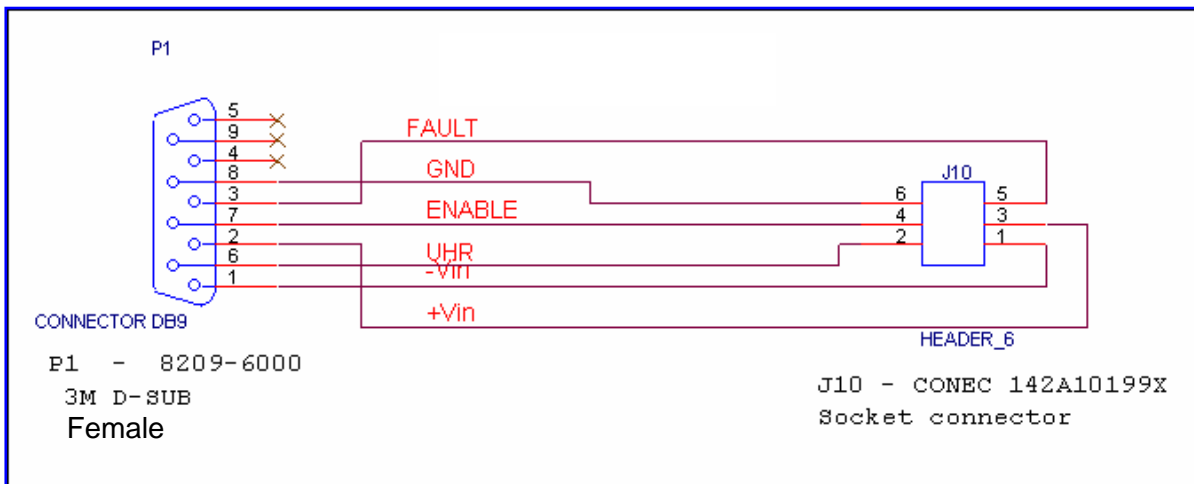 P1
5
9
4
8
3
7
2
6
1
FAULT
GND
ENABLE
UHR
-Vin
+Vin
J10
6
4
2
5
3
1
CONNECTOR DB9
HEADER_6
P1 - 8209-6000
3M D-SUB
Female
J10 - CONEC 142A10199X
Socket connector